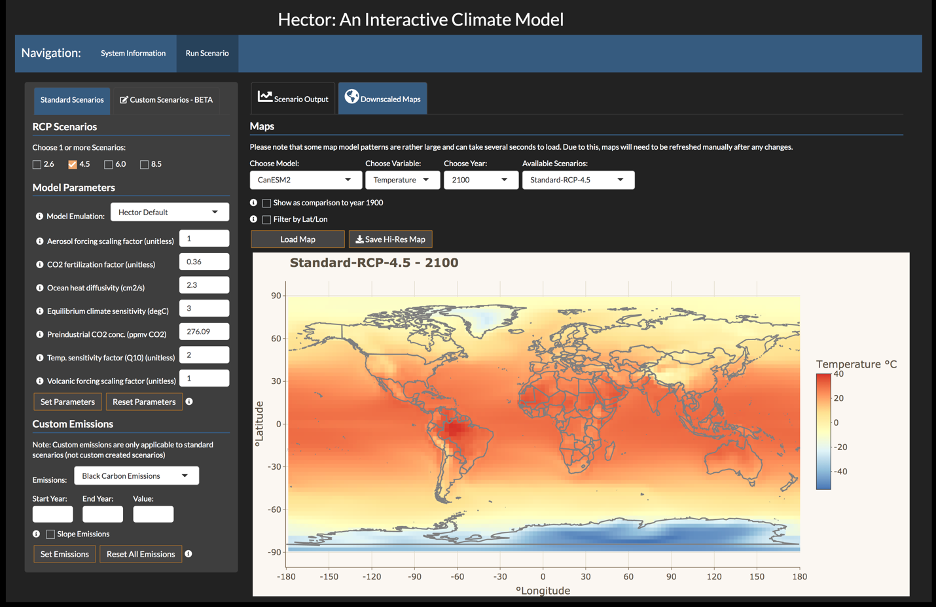 Hector: An Interactive Climate Model
Navigation: System Information Run Scenario
Standard Scenarios Custom Scenarios - BETA
RCP Scenarios
Choose 1 or more Scenarios:
2.6 4.5 6.0 8.5
Model Parameters
Model Emulation: Hector Default
Aerosol forcing scaling factor (unitless) 1
CO2 fertilization factor (unitless) 0.36
Ocean heat diffusivity (cm2/s) 2.3
Equilibrium climate sensitivity (degC) 3
Preindustrial CO2 conc. (ppmv CO2) 276.09
Temp. sensitivity factor (Q10) (unitless) 2
Volcanic forcing scaling factor (unitless) 1
Set Parameters Reset Parameters
Custom Emissions
Note: Custom emissions are only applicable to standard
scenarios (not custom created scenarios)
Emissions: Black Carbon Emissions
Start Year: End Year: Value:
Slope Emissions
Set Emissions Reset All Emissions
Scenario Output Downscaled Maps
Maps
Please note that some map model patterns are rather large and can take several seconds to load. Due to this, maps will need to be refreshed manually after any changes.
Choose Model: Choose Variable: Choose Year: Available Scenarios:
CanESM2 Temperature 2100 Standard-RCP-4.5
Show as comparison to year 1900
Filter by Lat/Lon
Load Map Save Hi-Res Map
Standard-RCP-4.5 - 2100
90
60
30
0
-30
-60
-90
°Latitude
-180 -150 -120 -90 -60 -30 0 30 60 90 120 150 180
°Longitude
Temperature °C
40
20
0
-20
-40